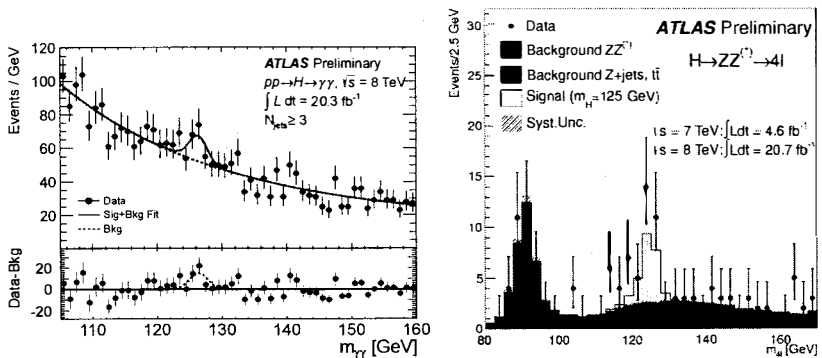 Events / GeV
120
100
80
60
40
20
ATLAS Preliminary
pp→H→γγ, √s = 8 TeV
∫ L dt = 20.3 fb⁻¹
N_jets ≥ 3
Data
Sig+Bkg Fit
Bkg
Data-Bkg
20
0
-20
110 120 130 140 150 160
m_γγ [GeV]
Events/2.5 GeV
30
25
20
15
10
5
0
Data
Background ZZ(*)
Background Z+jets, tt̄
Signal (m_H=125 GeV)
Syst.Unc.
ATLAS Preliminary
H→ZZ(*)→4l
s = 7 TeV:∫Ldt = 4.6 fb⁻¹
s = 8 TeV:∫Ldt = 20.7 fb⁻¹
80 100 120 140 160
m_4l [GeV]